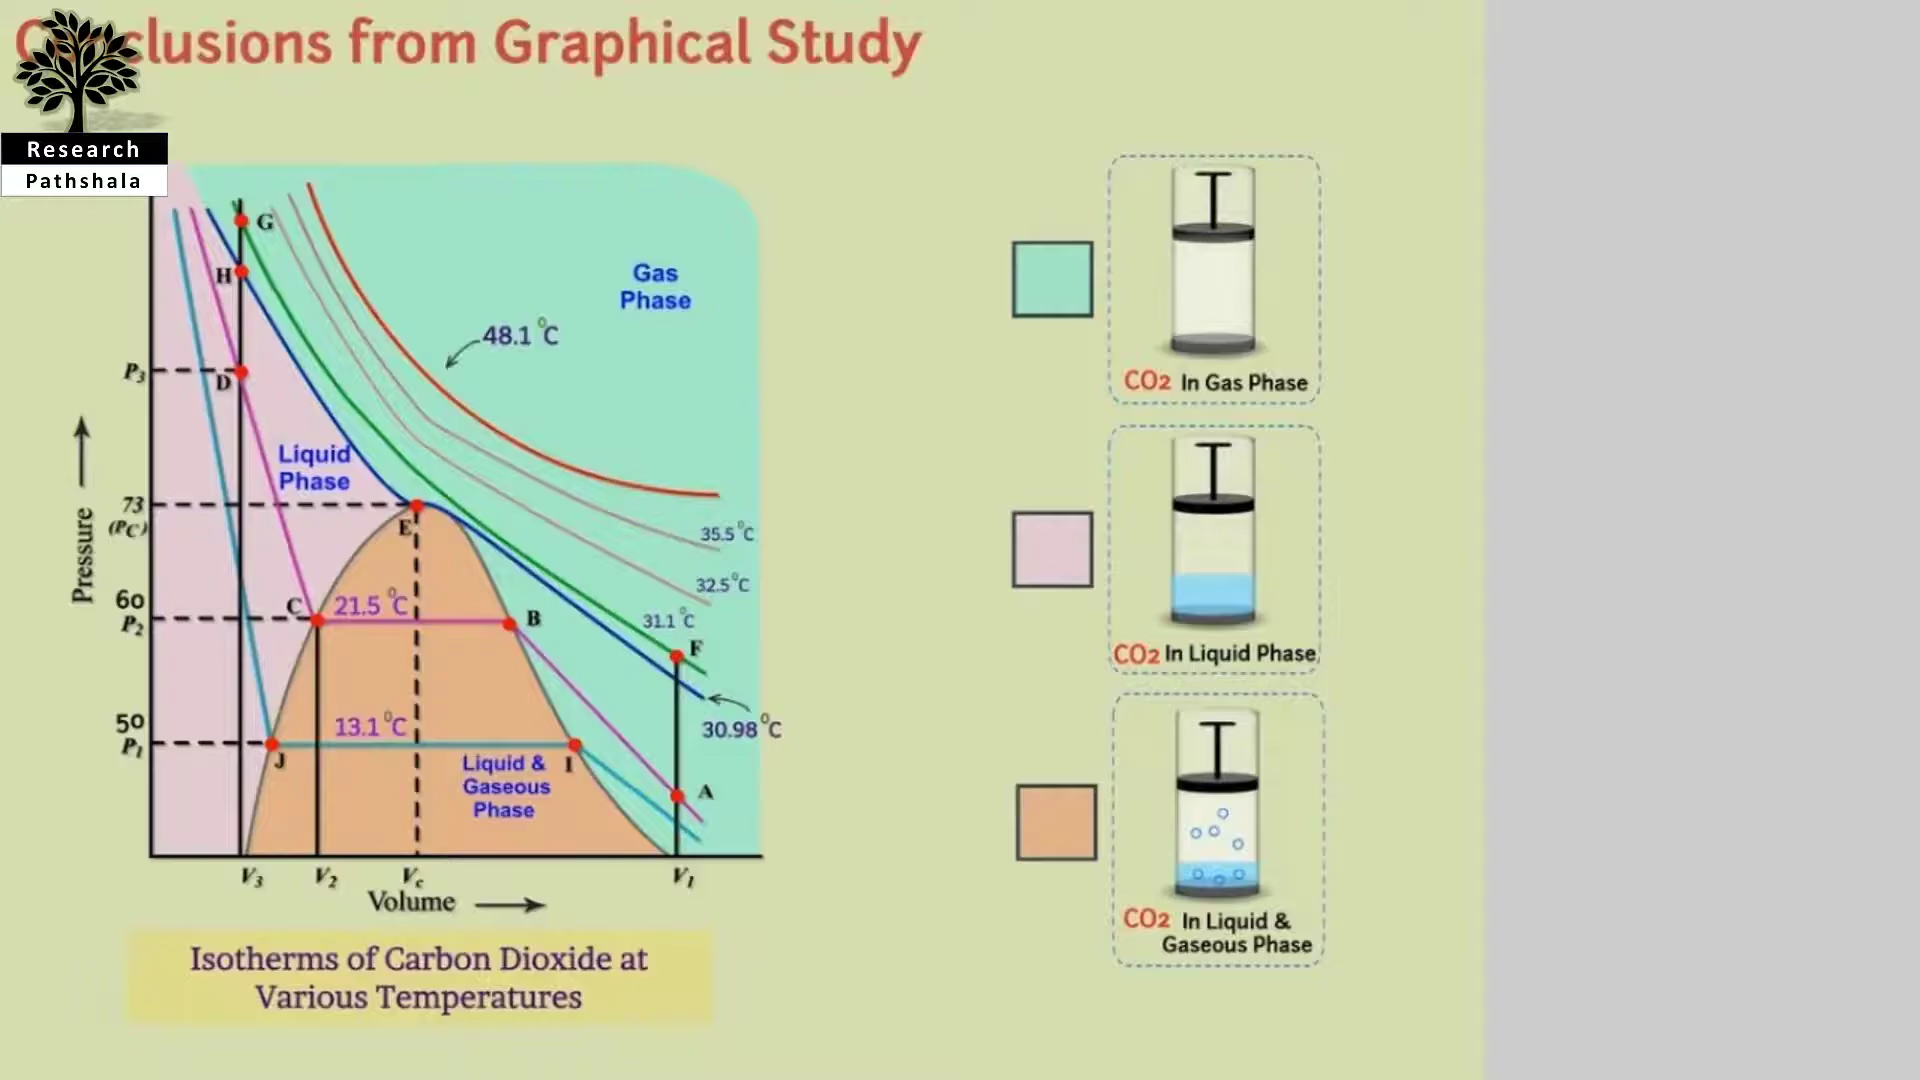 clusions from Graphical Study
Research
Pathshala
G
H
Gas
Phase
48.1 °C
P3
D
Liquid
Phase
Pressure
73
(PC)
E
35.5°C
32.5°C
60
P2
C
21.5 °C
B
31.1 °C
F
50
P1
13.1 °C
30.98°C
J
I
Liquid &
Gaseous
Phase
A
V3
V2
Vc
V1
Volume
Isotherms of Carbon Dioxide at
Various Temperatures
CO2 In Gas Phase
CO2 In Liquid Phase
CO2 In Liquid &
Gaseous Phase